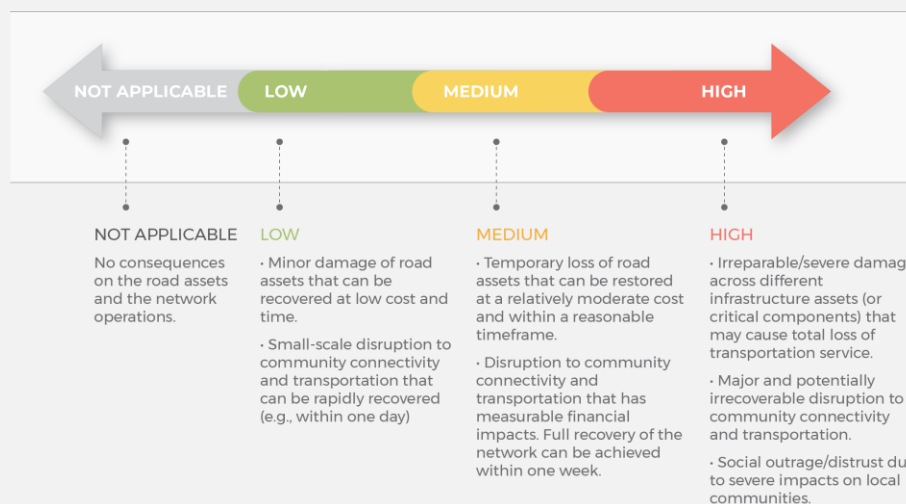 NOT APPLICABLE LOW MEDIUM HIGH
NOT APPLICABLE
No consequences
on the road assets
and the network
operations.
LOW
• Minor damage of road
assets that can be
recovered at low cost and
time.
• Small-scale disruption to
community connectivity
and transportation that
can be rapidly recovered
(e.g., within one day)
MEDIUM
• Temporary loss of road
assets that can be restored
at a relatively moderate cost
and within a reasonable
timeframe.
• Disruption to community
connectivity and
transportation that has
measurable financial
impacts. Full recovery of the
network can be achieved
within one week.
HIGH
• Irreparable/severe damag
across different
infrastructure assets (or
critical components) that
may cause total loss of
transportation service.
• Major and potentially
irrecoverable disruption to
community connectivity
and transportation.
• Social outrage/distrust du
to severe impacts on local
communities.